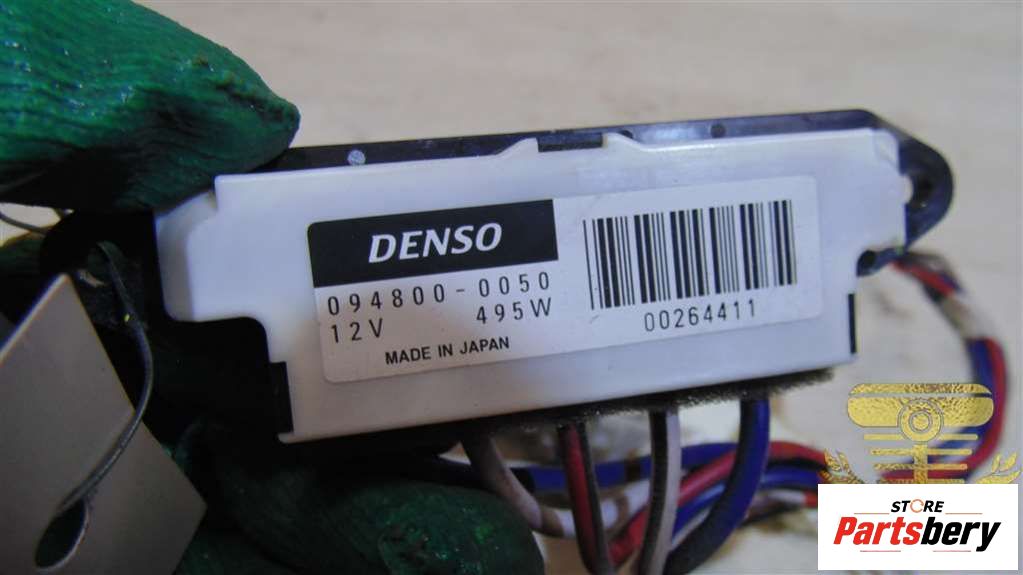 DENSO
094800-0050
12V 495W
MADE IN JAPAN
00264411
STORE
Partsbery